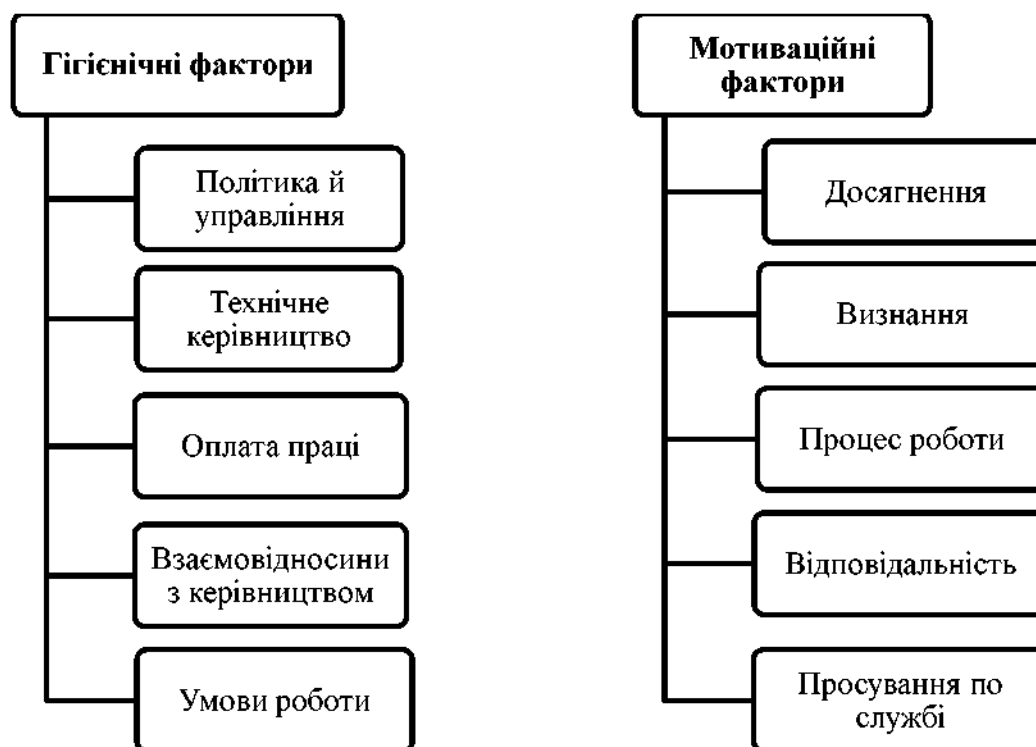 Гігієнічні фактори
Політика й
управління
Технічне
керівництво
Оплата праці
Взаємовідносини
з керівництвом
Умови роботи
Мотиваційні
фактори
Досягнення
Визнання
Процес роботи
Відповідальність
Просування по
службі